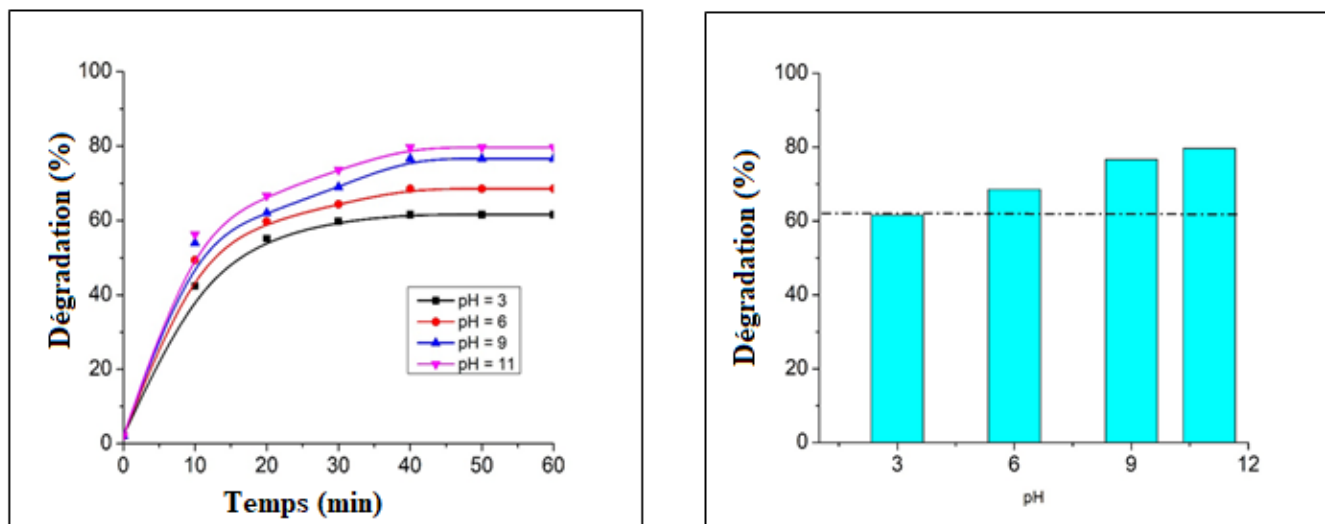 100
80
60
40
20
0
Dégradation (%)
pH = 3
pH = 6
pH = 9
pH = 11
0 10 20 30 40 50 60
Temps (min)
100
80
60
40
20
0
Dégradation (%)
3 6 9 12
pH